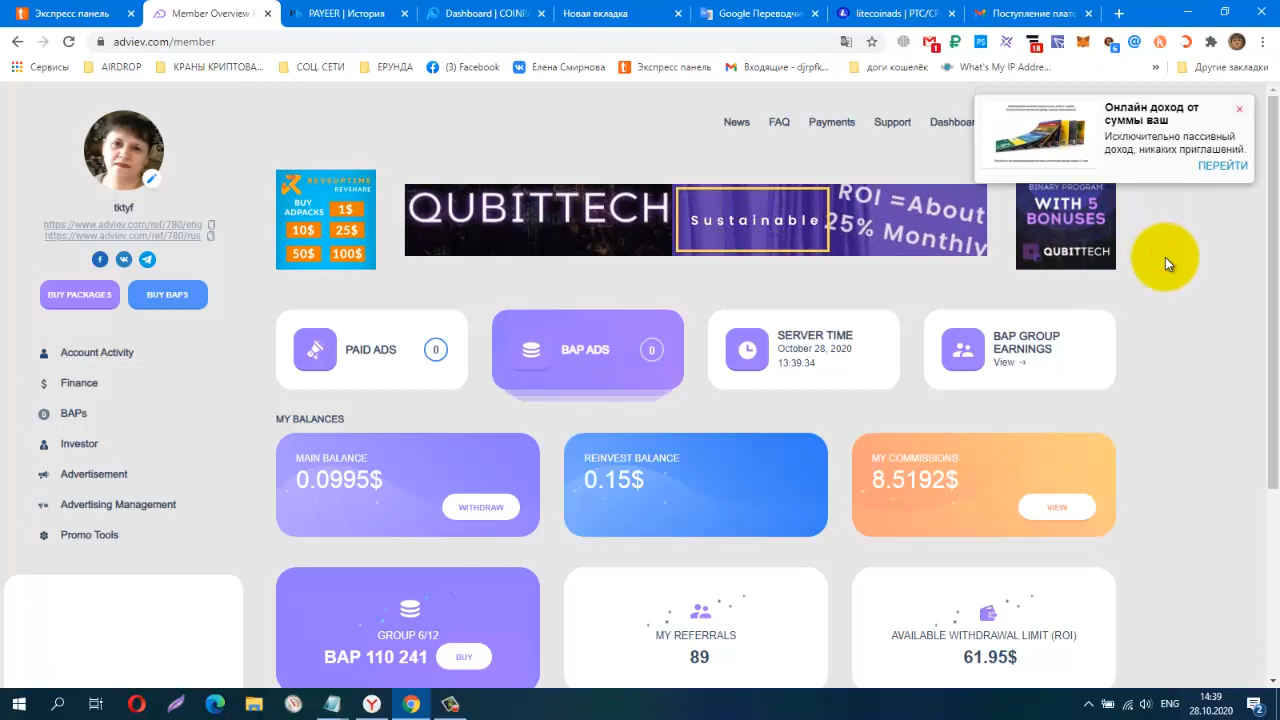 Экспресс панель
Member Overview
PAYEER | История
Dashboard | COINPA
Новая вкладка
Google Переводчи
litecoinads | PTC/CP
Поступление плате
adviev.com/member
1
18
6
Сервисы
AIRDROP
КРАНЫ КРИПТОВА...
СОЦ. СЕТИ
ЕРУНДА
(3) Facebook
Елена Смирнова
Экспресс панель
Входящие - djrpfk...
доги кошелёк
What's My IP Addre...
»
Другие закладки
News
FAQ
Payments
Support
Dashboar
Онлайн доход от
суммы ваш
Исключительно пассивный
доход, никаких приглашений.
ПЕРЕЙТИ
tktyf
https://www.adviev.com/ref/780/eng
https://www.adviev.com/ref/780/rus
BUY PACKAGES
BUY BAPS
REVSUPTIME
REVSHARE
BUY
ADPACKS
1$
10$
25$
50$
100$
QUBITTECH
Sustainable
ROI =About
25% Monthly
BINARY PROGRAM
WITH 5
BONUSES
QUBITTECH
Account Activity
Finance
BAPs
Investor
Advertisement
Advertising Management
Promo Tools
PAID ADS
0
BAP ADS
0
SERVER TIME
October 28, 2020
13:39:34
BAP GROUP
EARNINGS
View →
MY BALANCES
MAIN BALANCE
0.0995$
WITHDRAW
REINVEST BALANCE
0.15$
MY COMMISSIONS
8.5192$
VIEW
GROUP 6/12
BAP 110 241
BUY
MY REFERRALS
89
AVAILABLE WITHDRAWAL LIMIT (ROI)
61.95$
ENG
14:39
28.10.2020
2